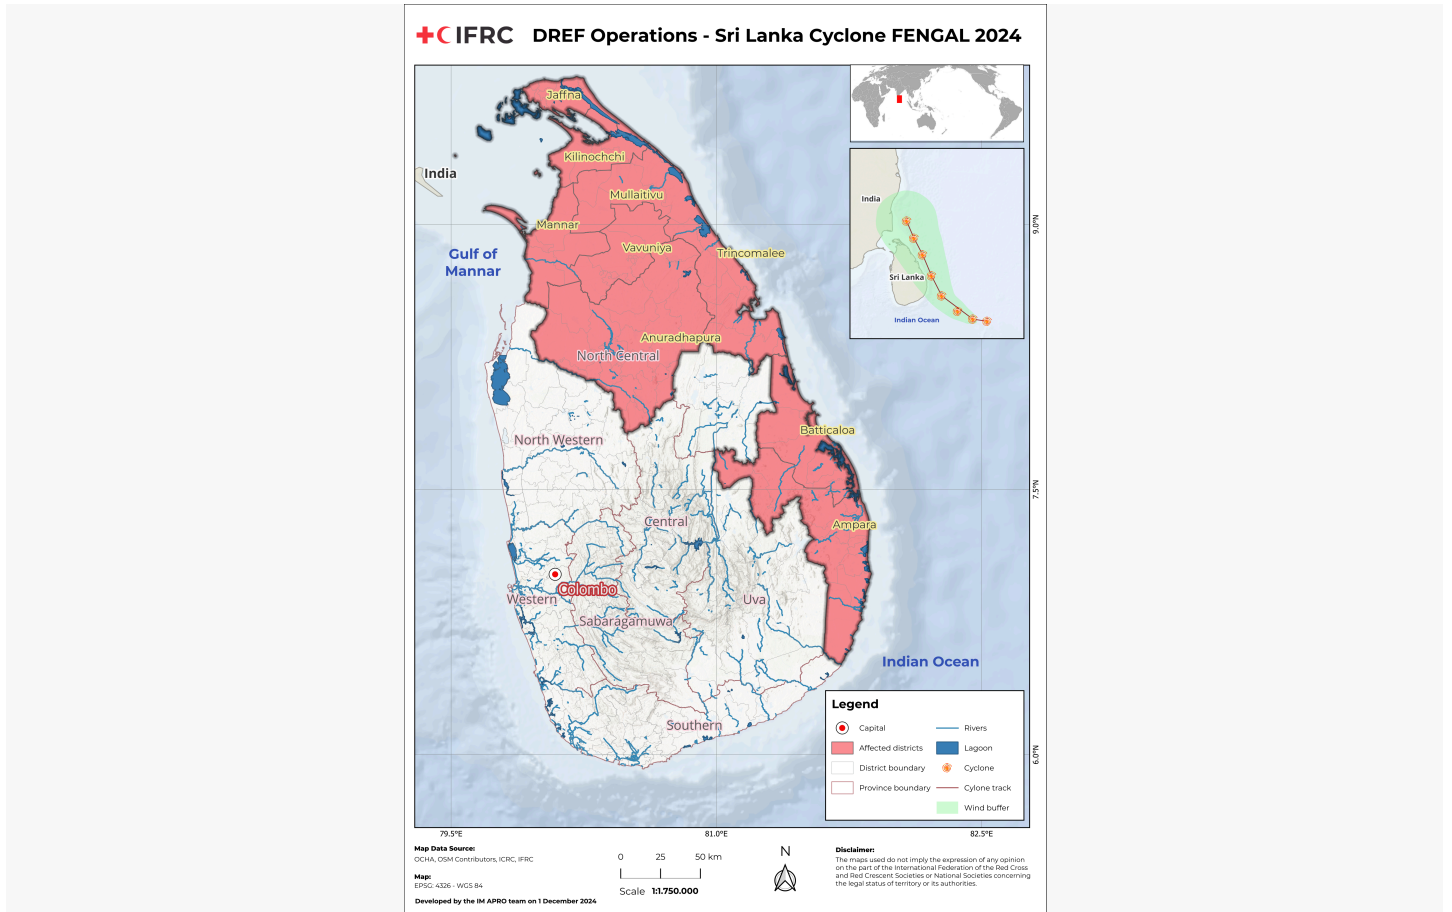 IFRC
DREF Operations - Sri Lanka Cyclone FENGAL 2024
Jaffna
Kilinochchi
India
Mullaitivu
Mannar
Vavuniya
Trincomalee
Gulf of
Mannar
Anuradhapura
North Central
Batticaloa
North Western
Central
Ampara
Colombo
Western
Uva
Sabaragamuwa
Indian Ocean
Southern
India
Sri Lanka
Indian Ocean
9.0°N
7.5°N
6.0°N
79.5°E
81.0°E
82.5°E
Legend
Capital
Affected districts
District boundary
Province boundary
Rivers
Lagoon
Cyclone
Cylone track
Wind buffer
Map Data Source:
OCHA, OSM Contributors, ICRC, IFRC
Map:
EPSG: 4326 - WGS 84
Developed by the IM APRO team on 1 December 2024
0 25 50 km
Scale 1:1.750.000
N
Disclaimer:
The maps used do not imply the expression of any opinion
on the part of the International Federation of the Red Cross
and Red Crescent Societies or National Societies concerning
the legal status of territory or its authorities.